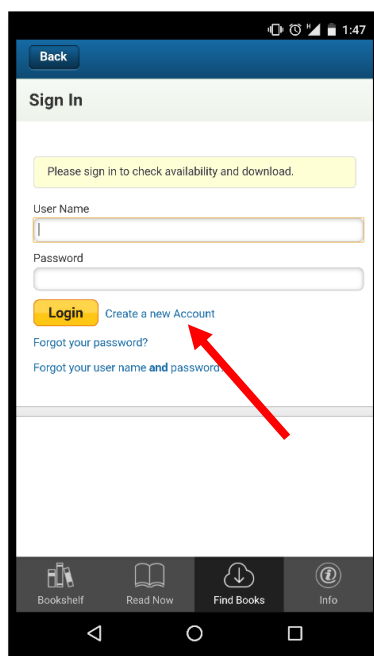 1:47
Back
Sign In
Please sign in to check availability and download.
User Name
Password
Login Create a new Account
Forgot your password?
Forgot your user name and password?
Bookshelf Read Now Find Books Info